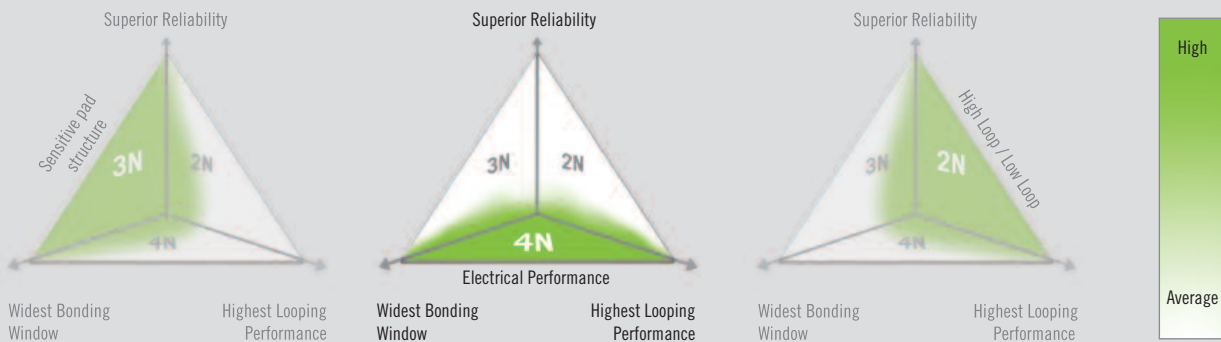 Superior Reliability
Sensitive pad
structure
3N
2N
4N
Widest Bonding
Window
Highest Looping
Performance
Superior Reliability
3N
2N
4N
Electrical Performance
Widest Bonding
Window
Highest Looping
Performance
Superior Reliability
High Loop / Low Loop
3N
2N
4N
Widest Bonding
Window
Highest Looping
Performance
High
Average